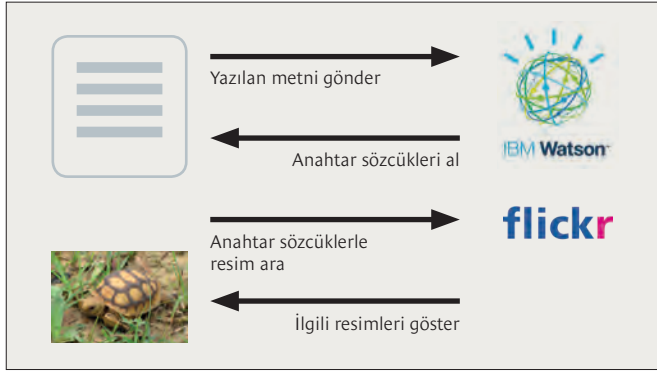 Yazılan metni gönder
IBM Watson
Anahtar sözcükleri al
flickr
Anahtar sözcüklerle
resim ara
İlgili resimleri göster